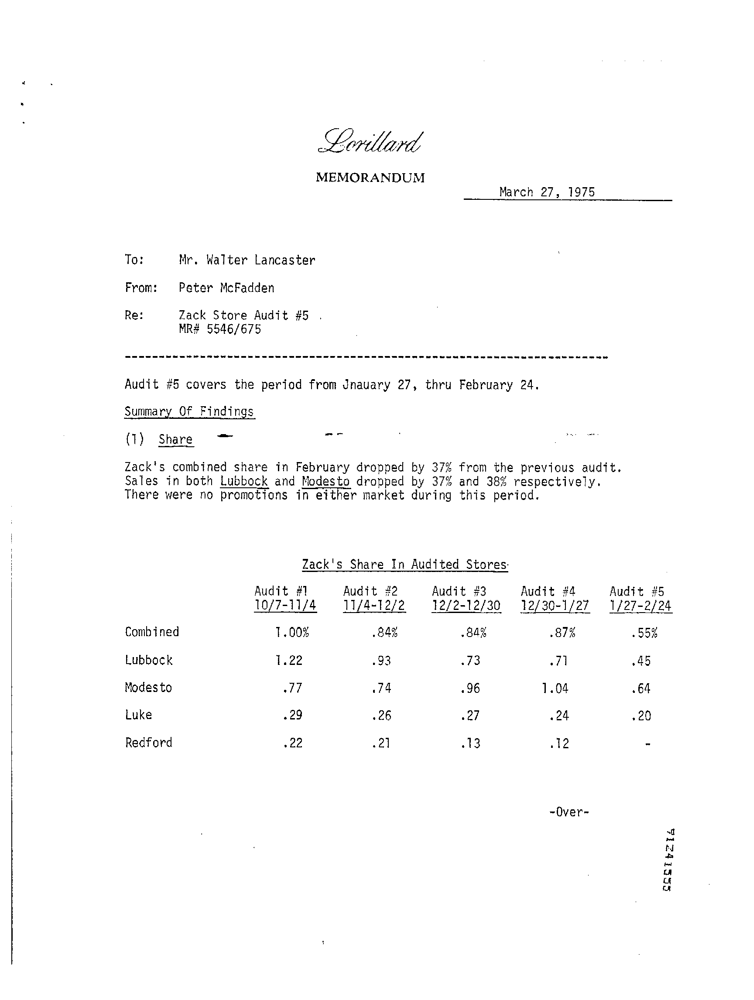 Lorillard
MEMORANDUM
March 27, 1975
To: Mr. Walter Lancaster
From: Peter McFadden
Re: Zack Store Audit #5
MR# 5546/675
Audit #5 covers the period from Jnauary 27, thru February 24.
Summary Of Findings
(1) Share
Zack's combined share in February dropped by 37% from the previous audit.
Sales in both Lubbock and Modesto dropped by 37% and 38% respectively.
There were no promotions in either market during this period.
Zack's Share In Audited Stores
Audit #1 Audit #2 Audit #3 Audit #4 Audit #5
10/7-11/4 11/4-12/2 12/2-12/30 12/30-1/27 1/27-2/24
Combined 1.00% .84% .84% .87% .55%
Lubbock 1.22 .93 .73 .71 .45
Modesto .77 .74 .96 1.04 .64
Luke .29 .26 .27 .24 .20
Redford .22 .21 .13 .12 -
-Over-
91241555